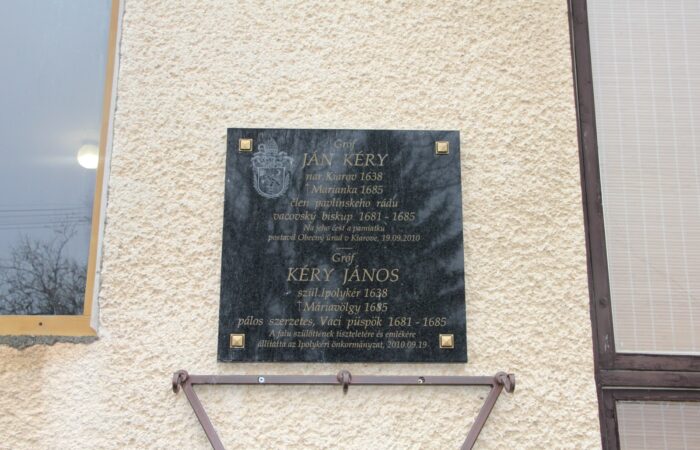 Gróf
JÁN KÉRY
nar. Kiarov 1638
†Marianka 1685
člen pavlínskeho rádu
vacovský biskup 1681 - 1685
Na jeho česť a pamiatku
postavil Obecný úrad v Kiarove, 19.09.2010
Gróf
KÉRY JÁNOS
szül. Ipolykér 1638
†Máriavölgy 1685
pálos szerzetes, Váci püspök 1681 - 1685
A falu szülöttének tiszteletére és emlékére
állíttatta az Ipolykéri önkormányzat, 2010.09.19.